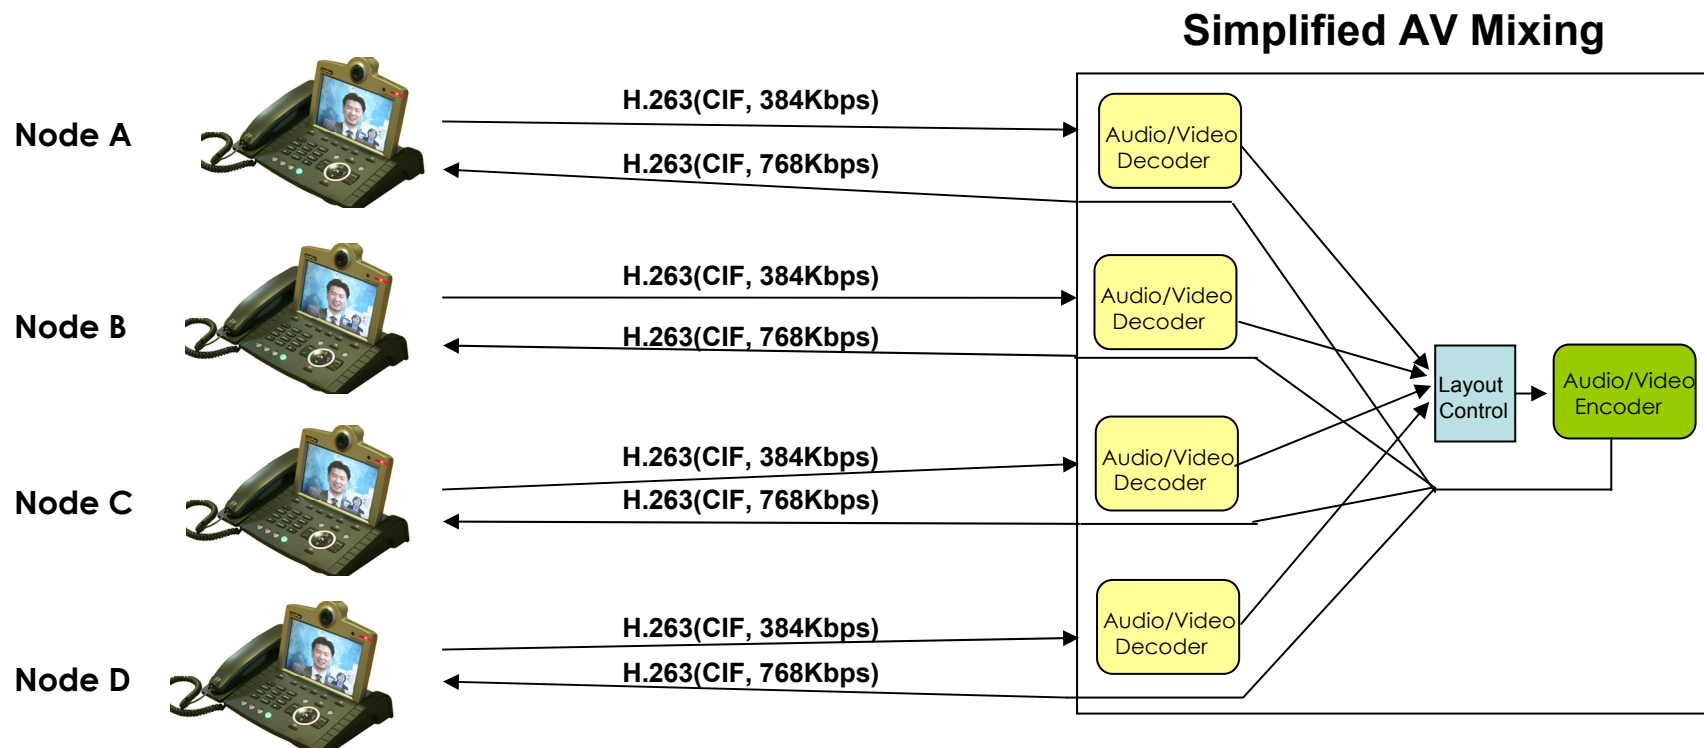 Simplified AV Mixing
Node A
H.263(CIF, 384Kbps)
H.263(CIF, 768Kbps)
Audio/Video
Decoder
Node B
H.263(CIF, 384Kbps)
H.263(CIF, 768Kbps)
Audio/Video
Decoder
Layout
Control
Audio/Video
Encoder
Node C
H.263(CIF, 384Kbps)
H.263(CIF, 768Kbps)
Audio/Video
Decoder
Node D
H.263(CIF, 384Kbps)
H.263(CIF, 768Kbps)
Audio/Video
Decoder